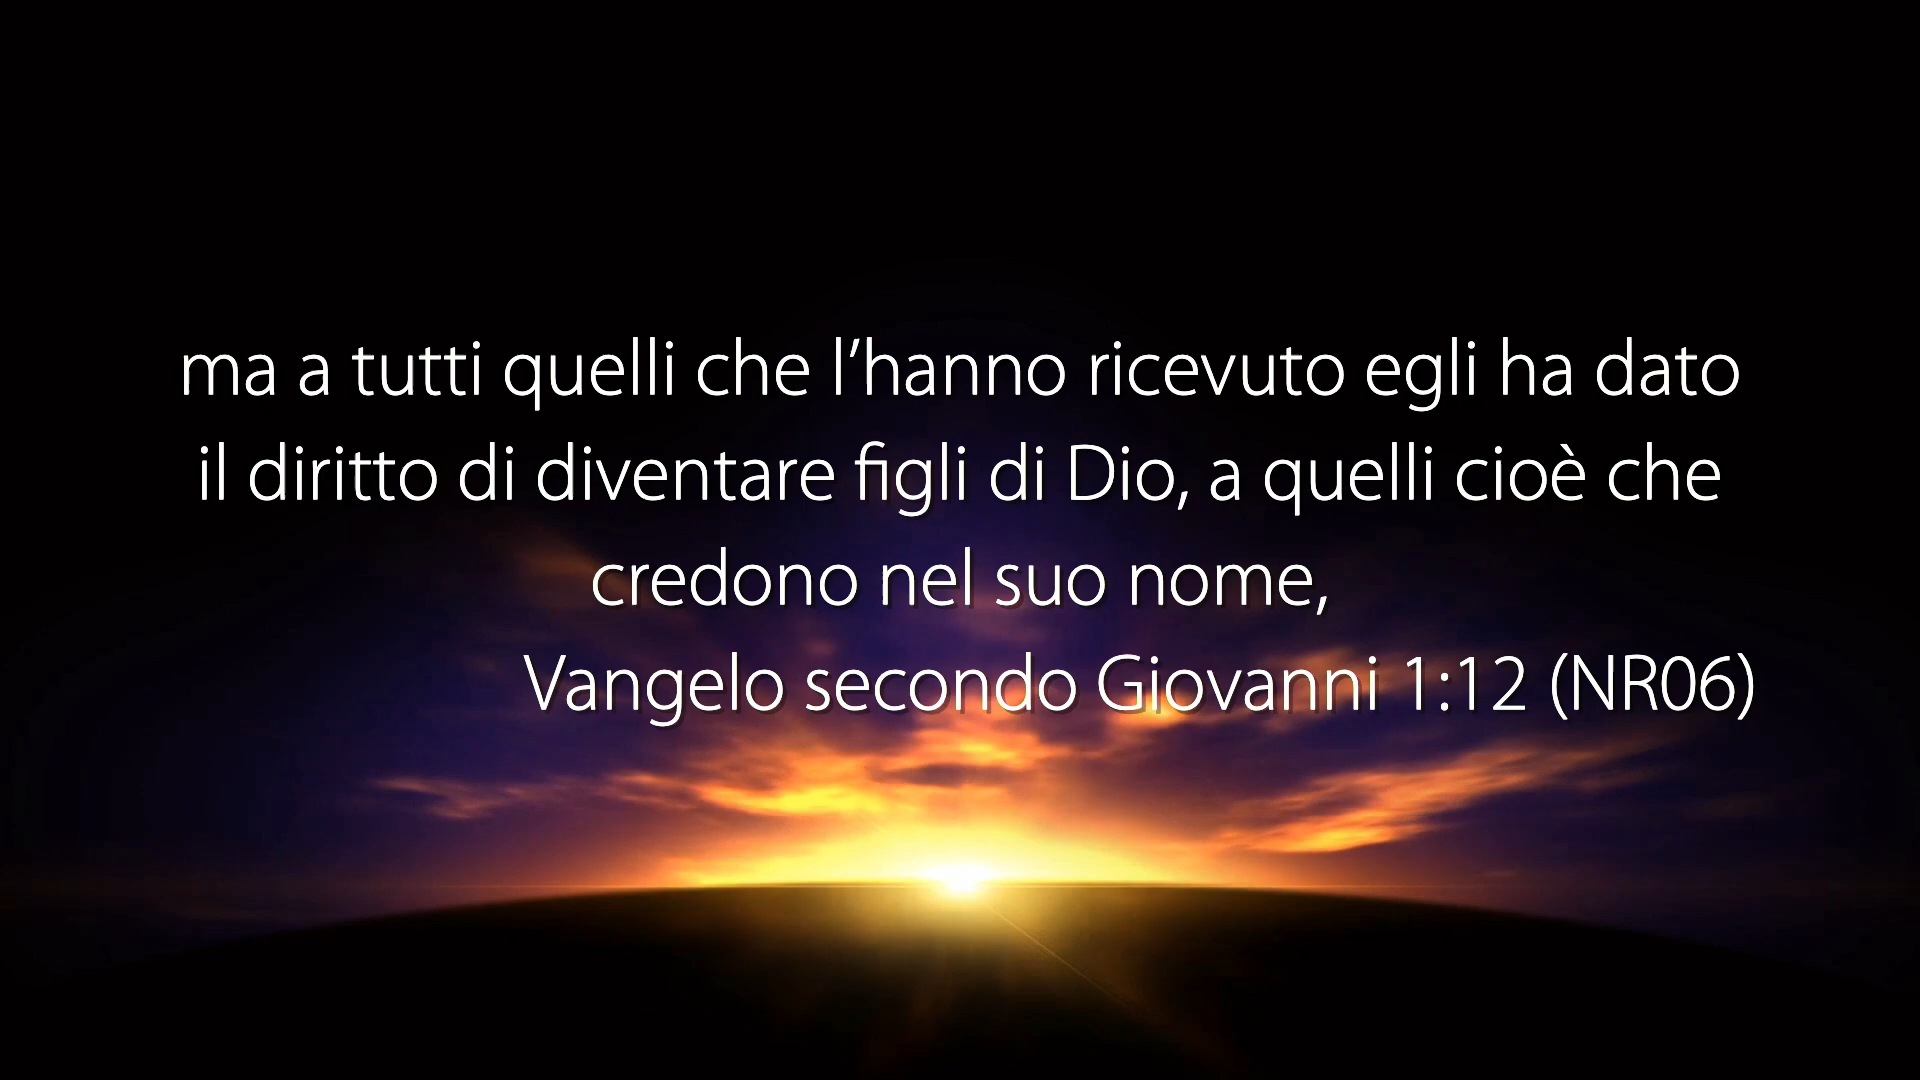 ma a tutti quelli che l’hanno ricevuto egli ha dato
il diritto di diventare figli di Dio, a quelli cioè che
credono nel suo nome,
Vangelo secondo Giovanni 1:12 (NR06)